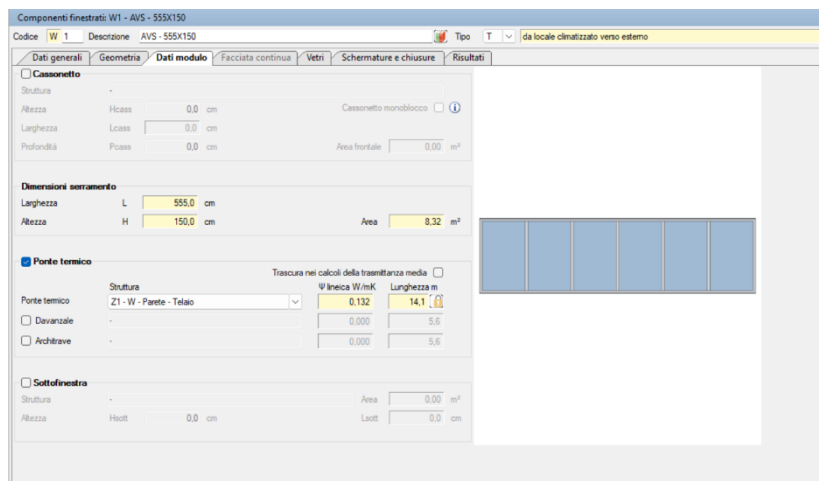 Componenti finestrati: W1 - AVS - 555X150
Codice W 1 Descrizione AVS - 555X150 Tipo T da locale climatizzato verso esterno
Dati generali Geometria Dati modulo Facciata continua Vetri Schermature e chiusure Risultati
Cassonetto
Struttura -
Altezza Hcass 0,0 cm Cassonetto monoblocco
Larghezza Lcass 0,0 cm
Profondità Pcass 0,0 cm Area frontale 0,00 m²
Dimensioni serramento
Larghezza L 555,0 cm
Altezza H 150,0 cm Area 8,32 m²
Ponte termico
Trascura nei calcoli della trasmittanza media
Struttura Ψ lineica W/mK Lunghezza m
Ponte termico Z1 - W - Parete - Telaio 0,132 14,1
Davanzale - 0,000 5,6
Architrave - 0,000 5,6
Sottofinestra
Struttura - Area 0,00 m²
Altezza Hsott 0,0 cm Lsott 0,0 cm